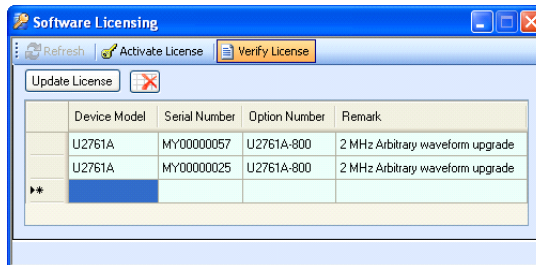 Software Licensing
Refresh Activate License Verify License
Update License
Device Model Serial Number Option Number Remark
U2761A MY00000057 U2761A-800 2 MHz Arbitrary waveform upgrade
U2761A MY00000025 U2761A-800 2 MHz Arbitrary waveform upgrade